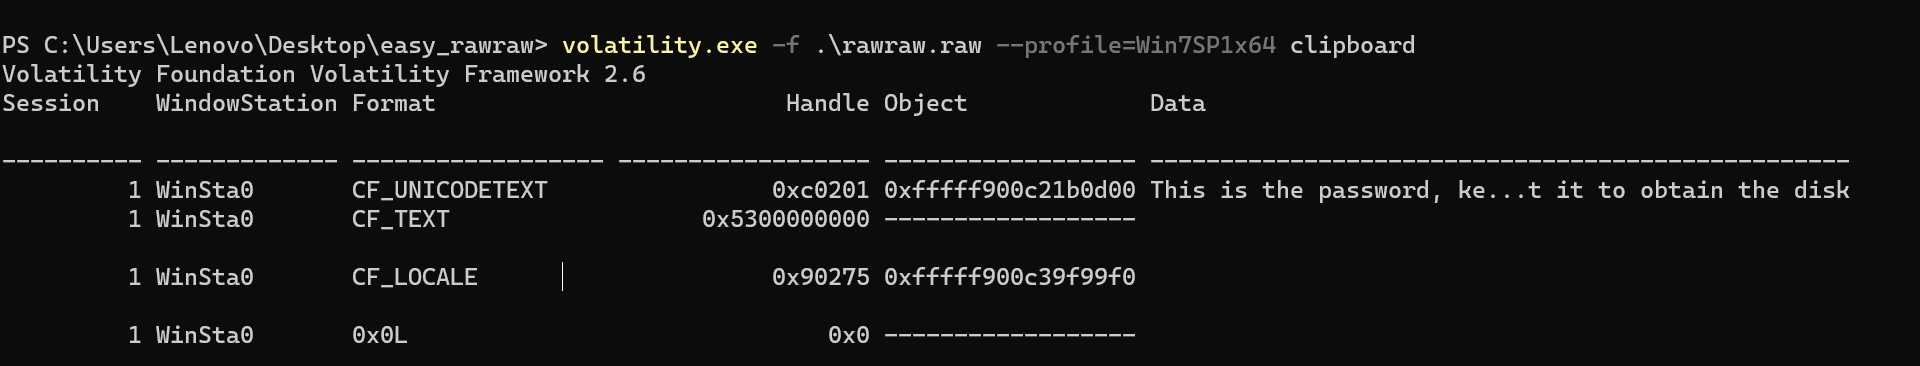 PS C:\Users\Lenovo\Desktop\easy_rawraw> volatility.exe -f .\rawraw.raw --profile=Win7SP1x64 clipboard
Volatility Foundation Volatility Framework 2.6
Session    WindowStation Format                         Handle Object             Data
---------- ------------- ------------------ ------------------ ------------------ --------------------------------------------------
         1 WinSta0       CF_UNICODETEXT                0xc0201 0xfffff900c21b0d00 This is the password, ke...t it to obtain the disk
         1 WinSta0       CF_TEXT                  0x5300000000 ------------------
         1 WinSta0       CF_LOCALE                     0x90275 0xfffff900c39f99f0
         1 WinSta0       0x0L                              0x0 ------------------